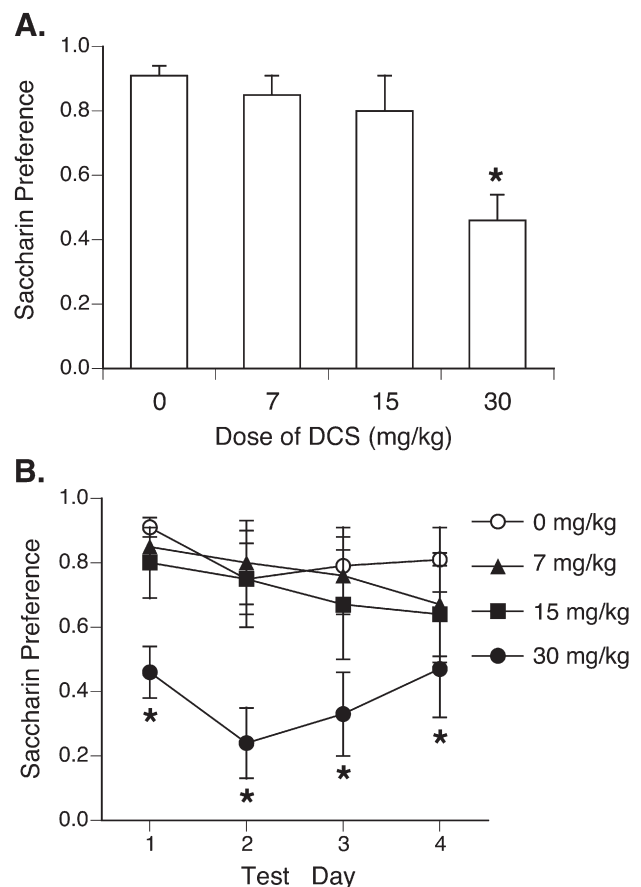 A.
Saccharin Preference
1.0
0.8
0.6
0.4
0.2
0.0
*
0 7 15 30
Dose of DCS (mg/kg)
B.
Saccharin Preference
1.0
0.8
0.6
0.4
0.2
0.0
0 mg/kg
7 mg/kg
15 mg/kg
30 mg/kg
* * * *
1 2 3 4
Test Day